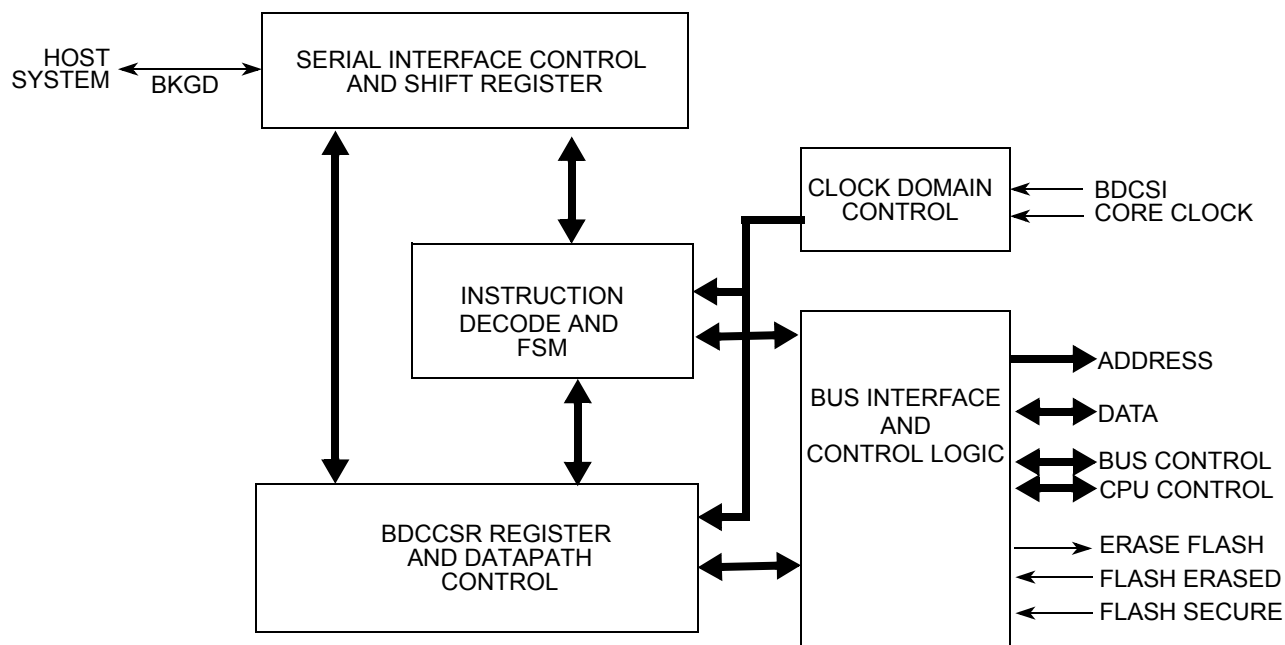 HOST
SYSTEM
BKGD
SERIAL INTERFACE CONTROL
AND SHIFT REGISTER
CLOCK DOMAIN
CONTROL
BDCSI
CORE CLOCK
INSTRUCTION
DECODE AND
FSM
BUS INTERFACE
AND
CONTROL LOGIC
ADDRESS
DATA
BUS CONTROL
CPU CONTROL
ERASE FLASH
FLASH ERASED
FLASH SECURE
BDCCSR REGISTER
AND DATAPATH
CONTROL